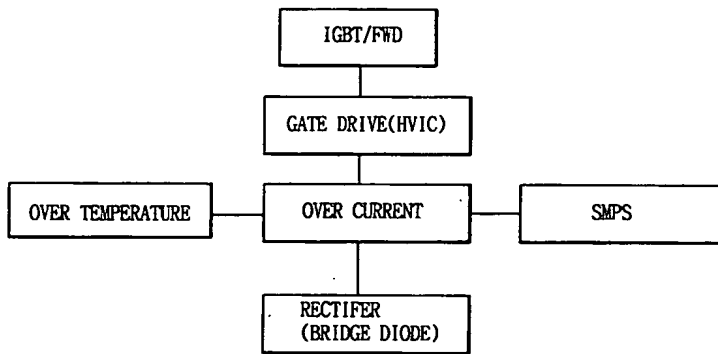 IGBT/FWD
GATE DRIVE(HVIC)
OVER TEMPERATURE
OVER CURRENT
SMPS
RECTIFER
(BRIDGE DIODE)